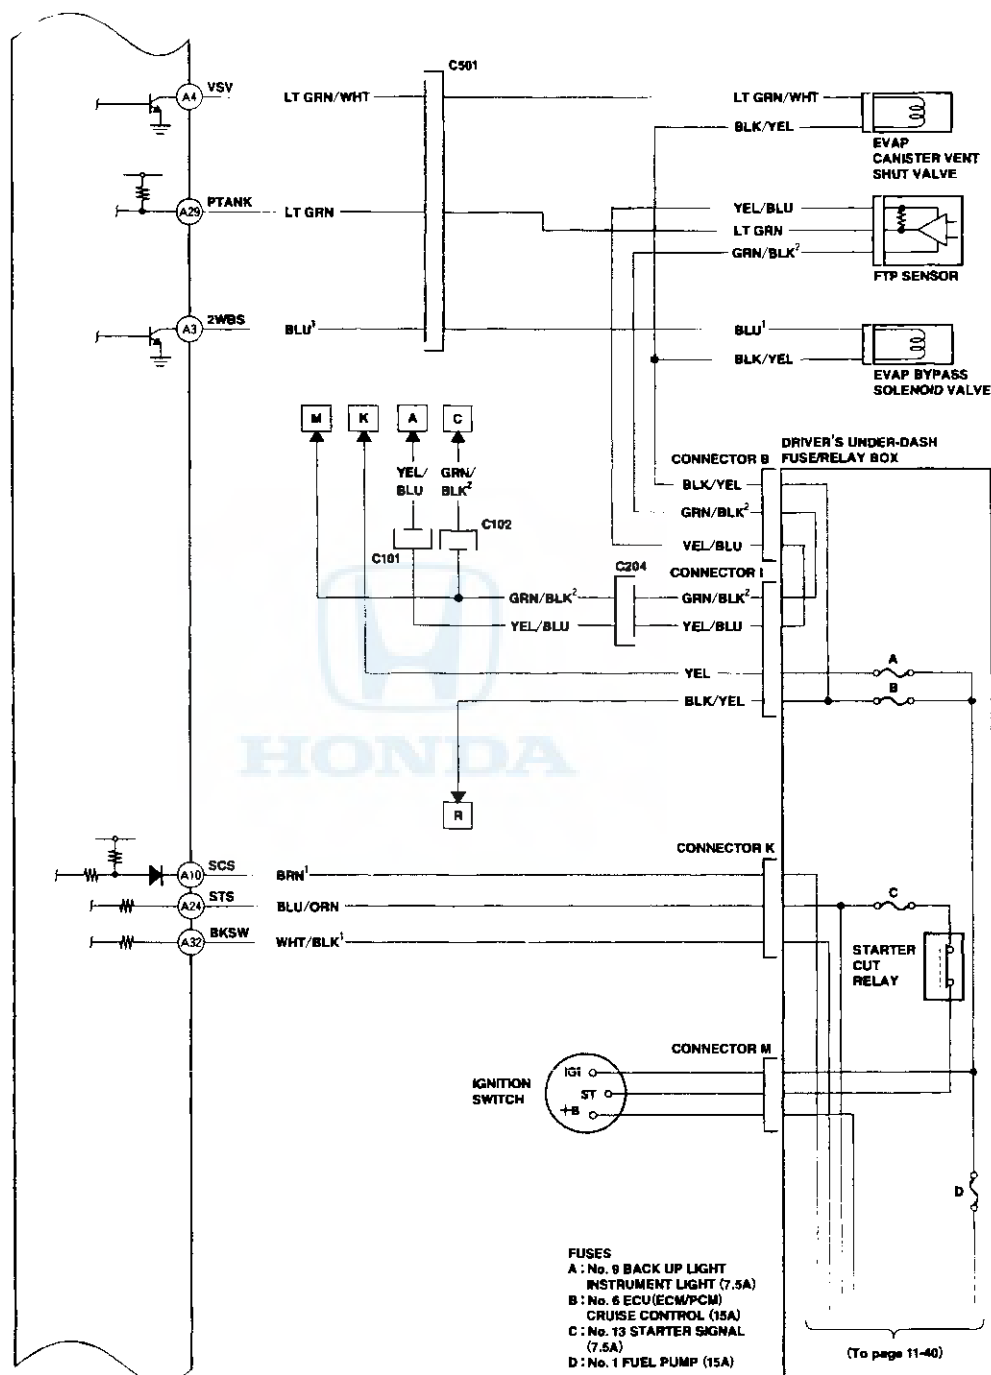 C501
A4 VSV
LT GRN/WHT
LT GRN/WHT
BLK/YEL
EVAP
CANISTER VENT
SHUT VALVE
A29 PTANK
LT GRN
YEL/BLU
LT GRN
GRN/BLK²
FTP SENSOR
A3 2WBS
BLU¹
BLU¹
BLK/YEL
EVAP BYPASS
SOLENOID VALVE
M K A C
YEL/
BLU
GRN/
BLK²
C101
C102
DRIVER'S UNDER-DASH
FUSE/RELAY BOX
CONNECTOR B
BLK/YEL
GRN/BLK²
YEL/BLU
C204
CONNECTOR I
GRN/BLK²
GRN/BLK²
YEL/BLU
YEL/BLU
YEL
A
BLK/YEL
B
HONDA
R
CONNECTOR K
A10 SCS
BRN¹
A24 STS
BLU/ORN
C
A32 BKSW
WHT/BLK¹
STARTER
CUT
RELAY
CONNECTOR M
IGNITION
SWITCH
IG1
ST
+B
D
FUSES
A : No. 9 BACK UP LIGHT
INSTRUMENT LIGHT (7.5A)
B : No. 6 ECU(ECM/PCM)
CRUISE CONTROL (15A)
C : No. 13 STARTER SIGNAL
(7.5A)
D : No. 1 FUEL PUMP (15A)
(To page 11-40)